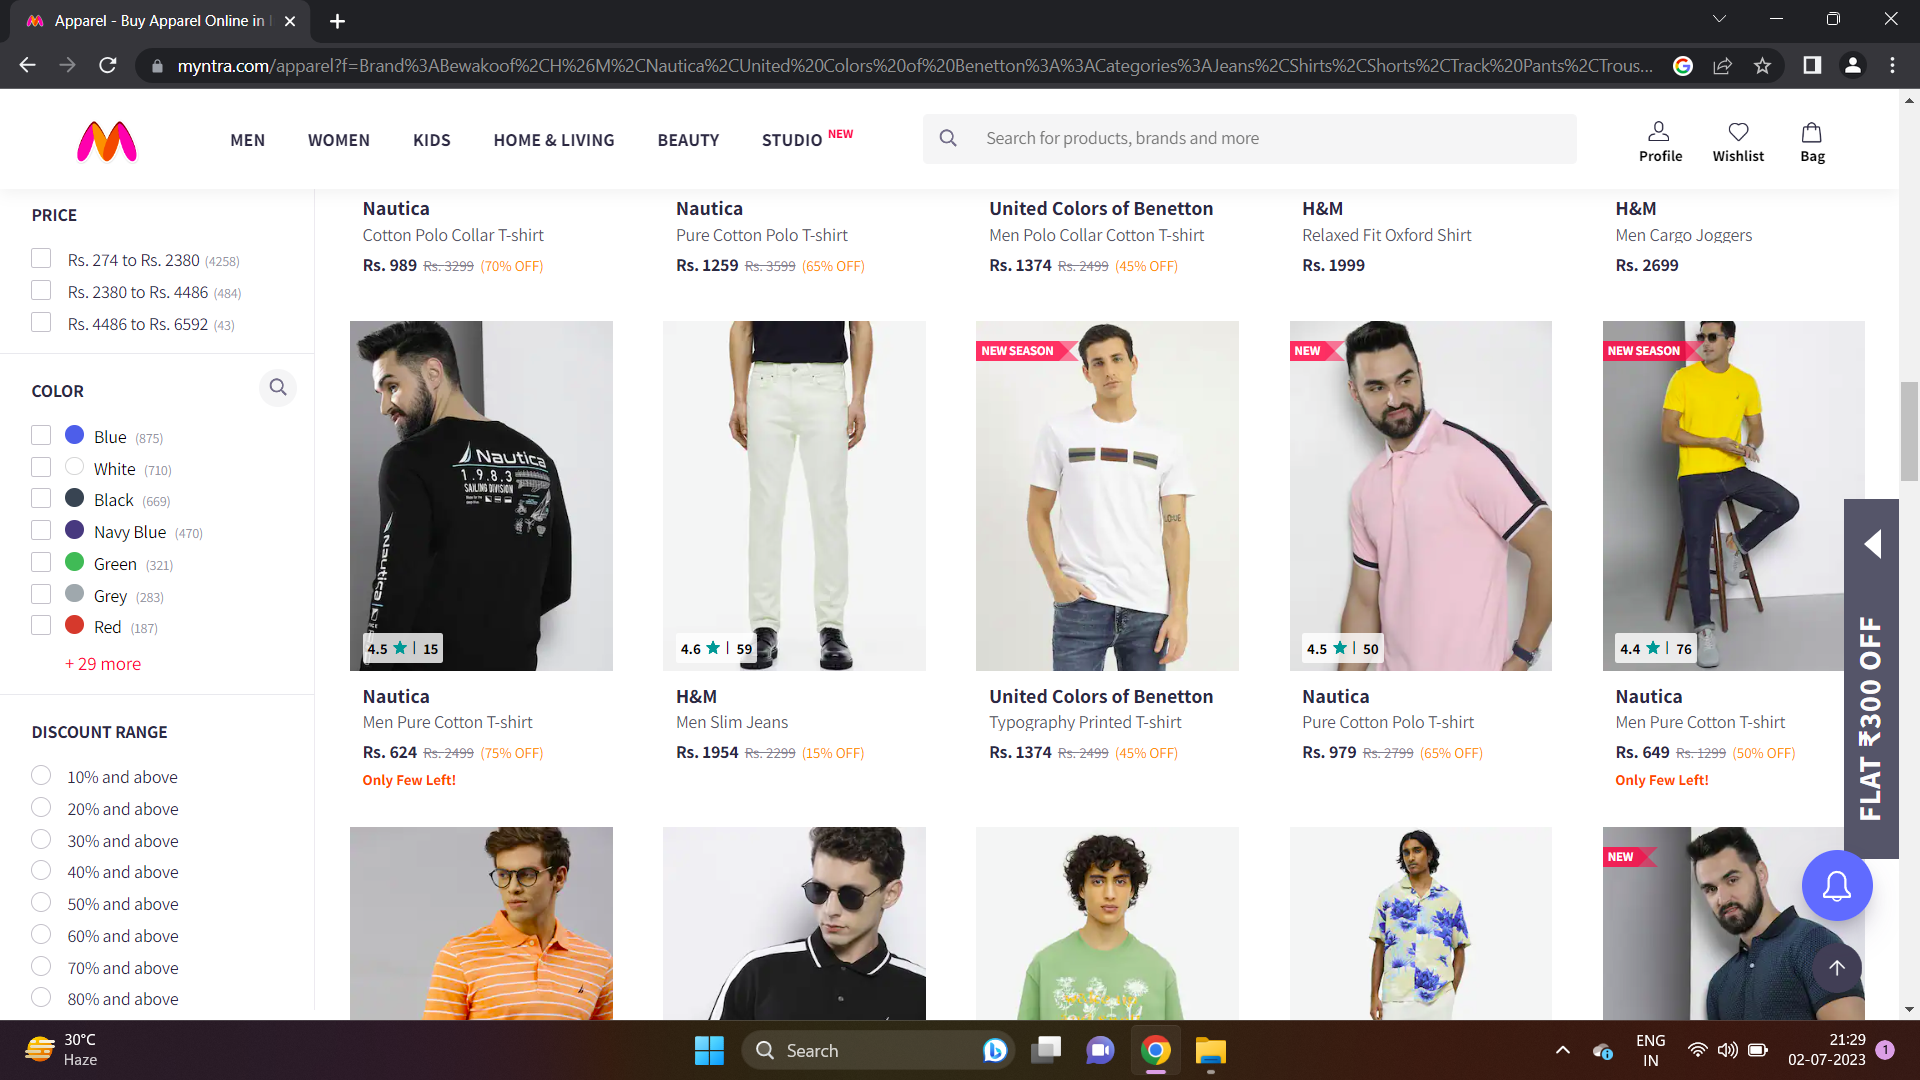 Apparel - Buy Apparel Online in
myntra.com/apparel?f=Brand%3ABewakoof%2CH%26M%2CNautica%2CUnited%20Colors%20of%20Benetton%3A%3ACategories%3AJeans%2CShirts%2CShorts%2CTrack%20Pants%2CTrous...
MEN WOMEN KIDS HOME & LIVING BEAUTY STUDIO NEW
Search for products, brands and more
Profile Wishlist Bag
PRICE
Rs. 274 to Rs. 2380 (4258)
Rs. 2380 to Rs. 4486 (484)
Rs. 4486 to Rs. 6592 (43)
COLOR
Blue (875)
White (710)
Black (669)
Navy Blue (470)
Green (321)
Grey (283)
Red (187)
+ 29 more
DISCOUNT RANGE
10% and above
20% and above
30% and above
40% and above
50% and above
60% and above
70% and above
80% and above
Nautica
Cotton Polo Collar T-shirt
Rs. 989 Rs. 3299 (70% OFF)
Nautica
Pure Cotton Polo T-shirt
Rs. 1259 Rs. 3599 (65% OFF)
United Colors of Benetton
Men Polo Collar Cotton T-shirt
Rs. 1374 Rs. 2499 (45% OFF)
H&M
Relaxed Fit Oxford Shirt
Rs. 1999
H&M
Men Cargo Joggers
Rs. 2699
Nautica
1.9.8.3
SAILING DIVISION
Nautica
4.5 | 15
Nautica
Men Pure Cotton T-shirt
Rs. 624 Rs. 2499 (75% OFF)
Only Few Left!
4.6 | 59
H&M
Men Slim Jeans
Rs. 1954 Rs. 2299 (15% OFF)
NEW SEASON
LOVE
United Colors of Benetton
Typography Printed T-shirt
Rs. 1374 Rs. 2499 (45% OFF)
NEW
4.5 | 50
Nautica
Pure Cotton Polo T-shirt
Rs. 979 Rs. 2799 (65% OFF)
NEW SEASON
4.4 | 76
Nautica
Men Pure Cotton T-shirt
Rs. 649 Rs. 1299 (50% OFF)
Only Few Left!
NEW
FLAT ₹300 OFF
30°C
Haze
Search
ENG
IN
21:29
02-07-2023
1